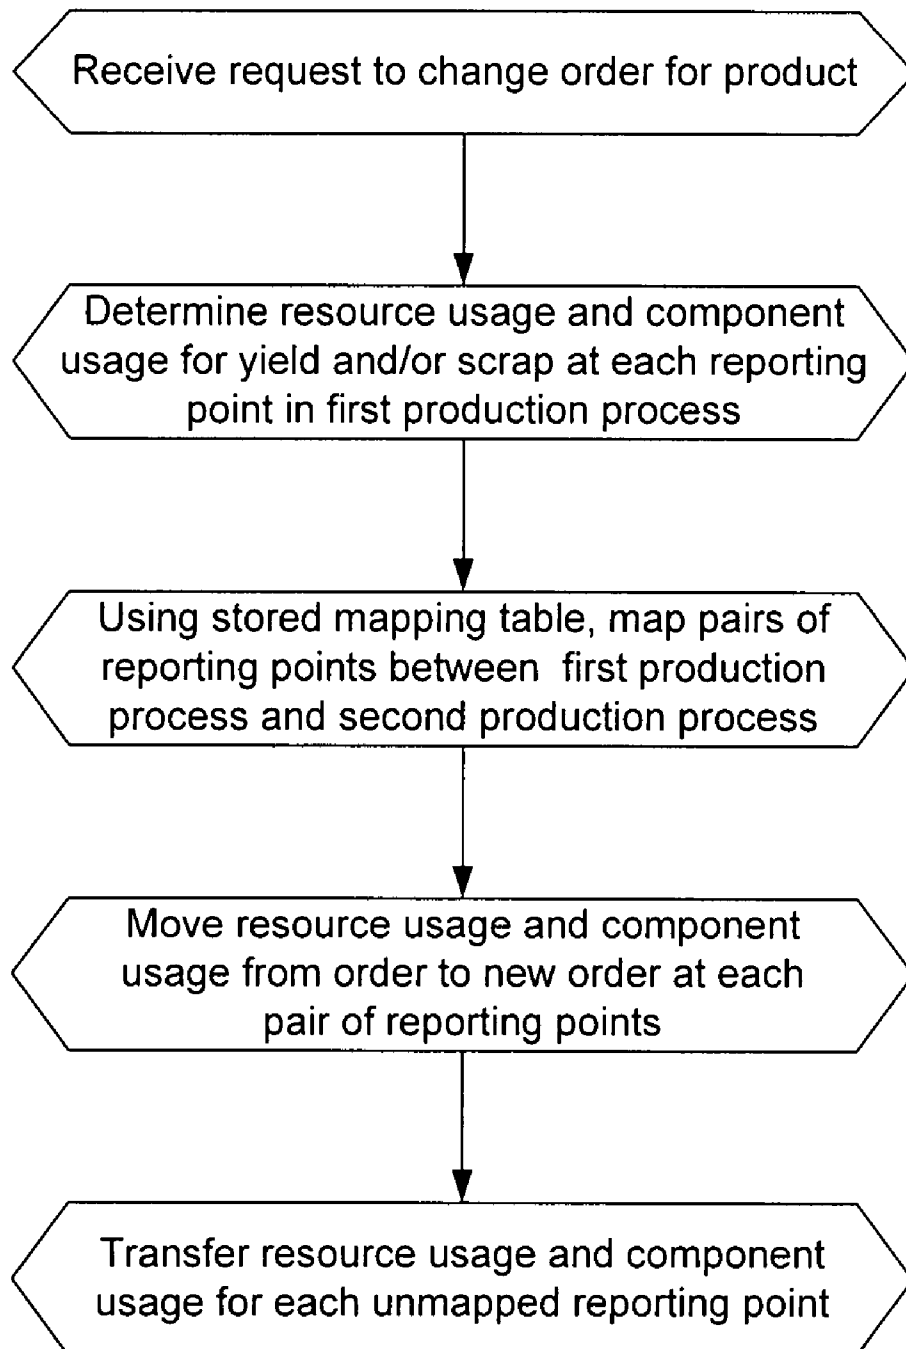 Receive request to change order for product
Determine resource usage and component
usage for yield and/or scrap at each reporting
point in first production process
Using stored mapping table, map pairs of
reporting points between first production
process and second production process
Move resource usage and component
usage from order to new order at each
pair of reporting points
Transfer resource usage and component
usage for each unmapped reporting point